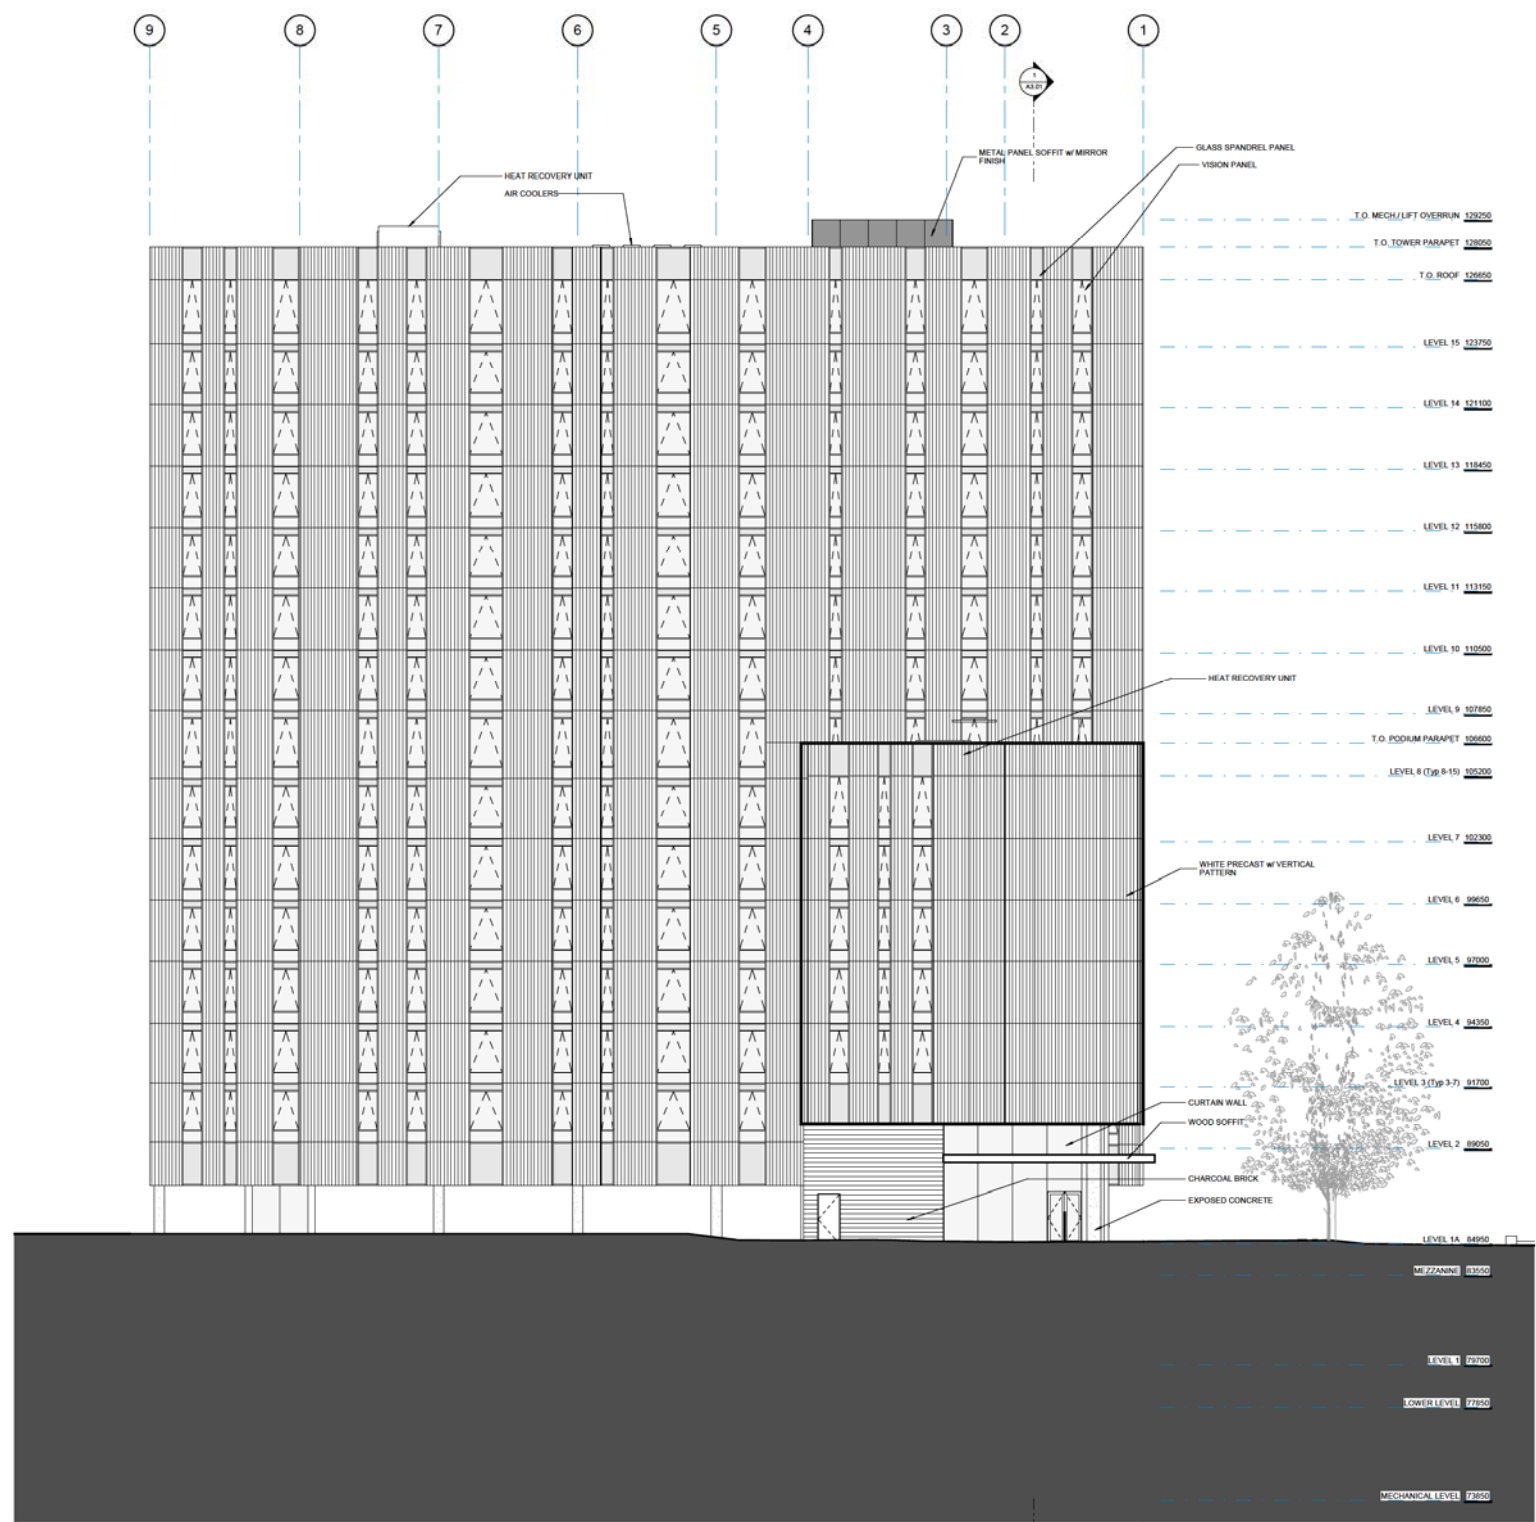 9 8 7 6 5 4 3 2 1
1
A3.01
GLASS SPANDREL PANEL
METAL PANEL SOFFIT w/ MIRROR
FINISH
VISION PANEL
HEAT RECOVERY UNIT
AIR COOLERS
T.O. MECH./ LIFT OVERRUN 129250
T.O. TOWER PARAPET 128050
T.O. ROOF 126650
LEVEL 15 123750
LEVEL 14 121100
LEVEL 13 118450
LEVEL 12 115800
LEVEL 11 113150
LEVEL 10 110500
HEAT RECOVERY UNIT
LEVEL 9 107850
T.O. PODIUM PARAPET 106600
LEVEL 8 (Typ 8-15) 105200
LEVEL 7 102300
WHITE PRECAST w/ VERTICAL
PATTERN
LEVEL 6 99650
LEVEL 5 97000
LEVEL 4 94350
LEVEL 3 (Typ 3-7) 91700
CURTAIN WALL
WOOD SOFFIT
LEVEL 2 89050
CHARCOAL BRICK
EXPOSED CONCRETE
LEVEL 1A 84950
MEZZANINE 83550
LEVEL 1 79700
LOWER LEVEL 77850
MECHANICAL LEVEL 73850